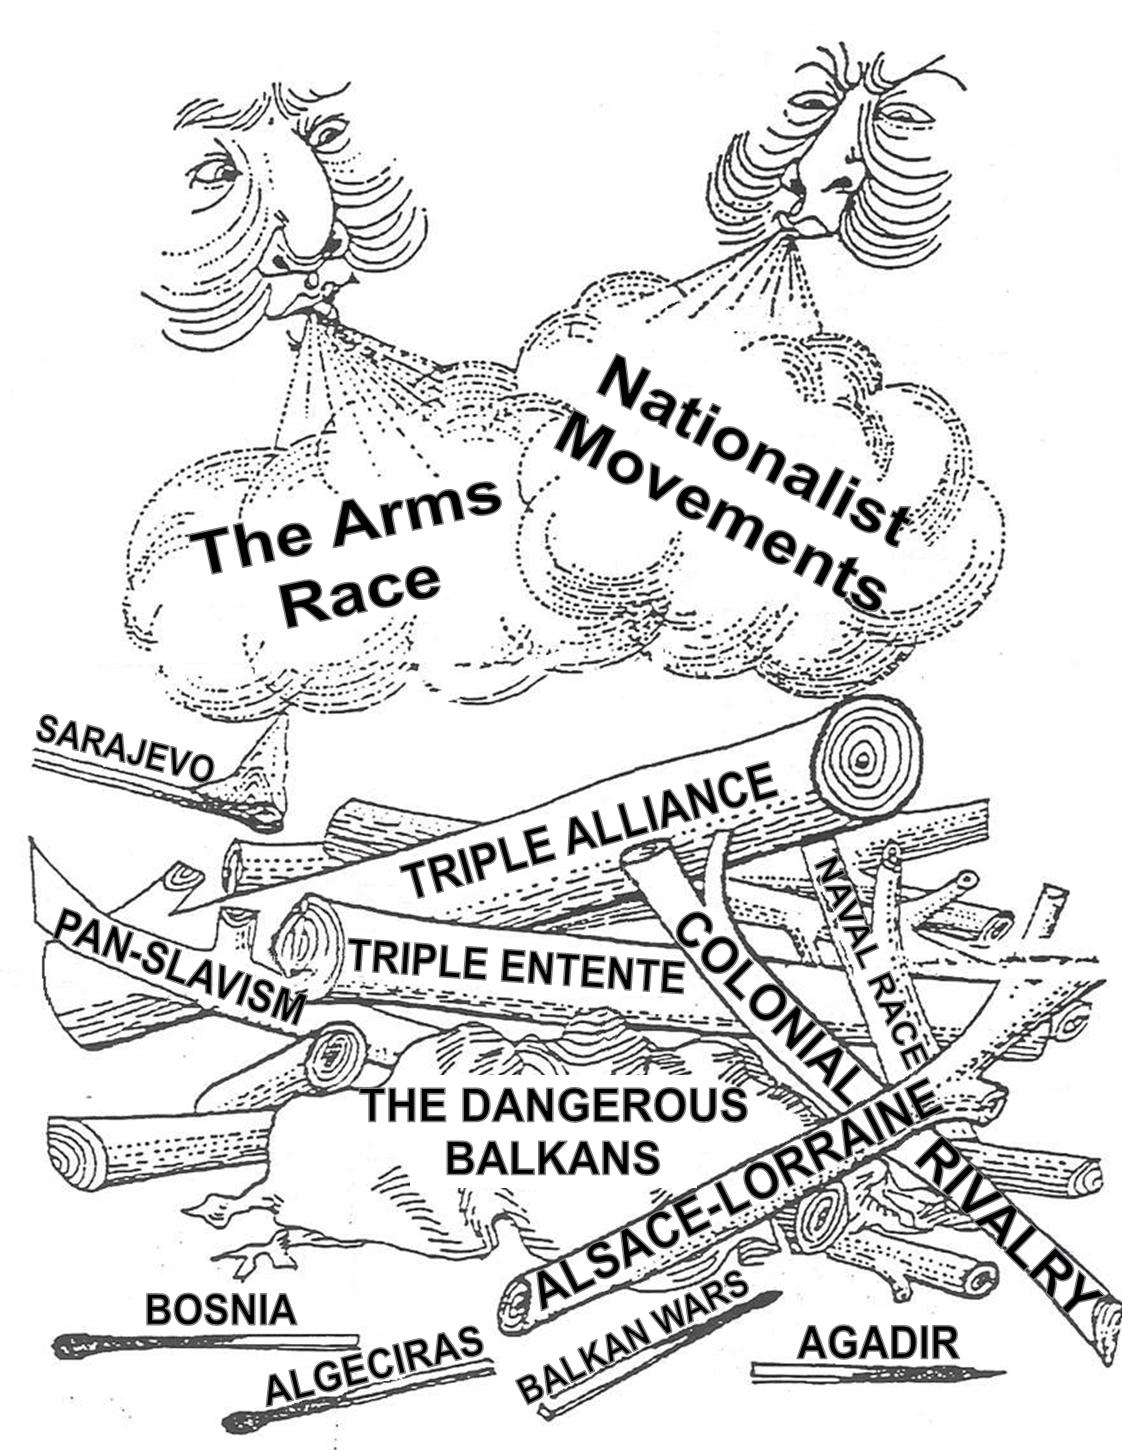 Nationalist
Movements
The Arms
Race
SARAJEVO
TRIPLE ALLIANCE
NAVAL RACE
PAN-SLAVISM
TRIPLE ENTENTE
COLONIAL
RIVALRY
THE DANGEROUS
BALKANS
ALSACE-LORRAINE
BOSNIA
ALGECIRAS
BALKAN WARS
AGADIR